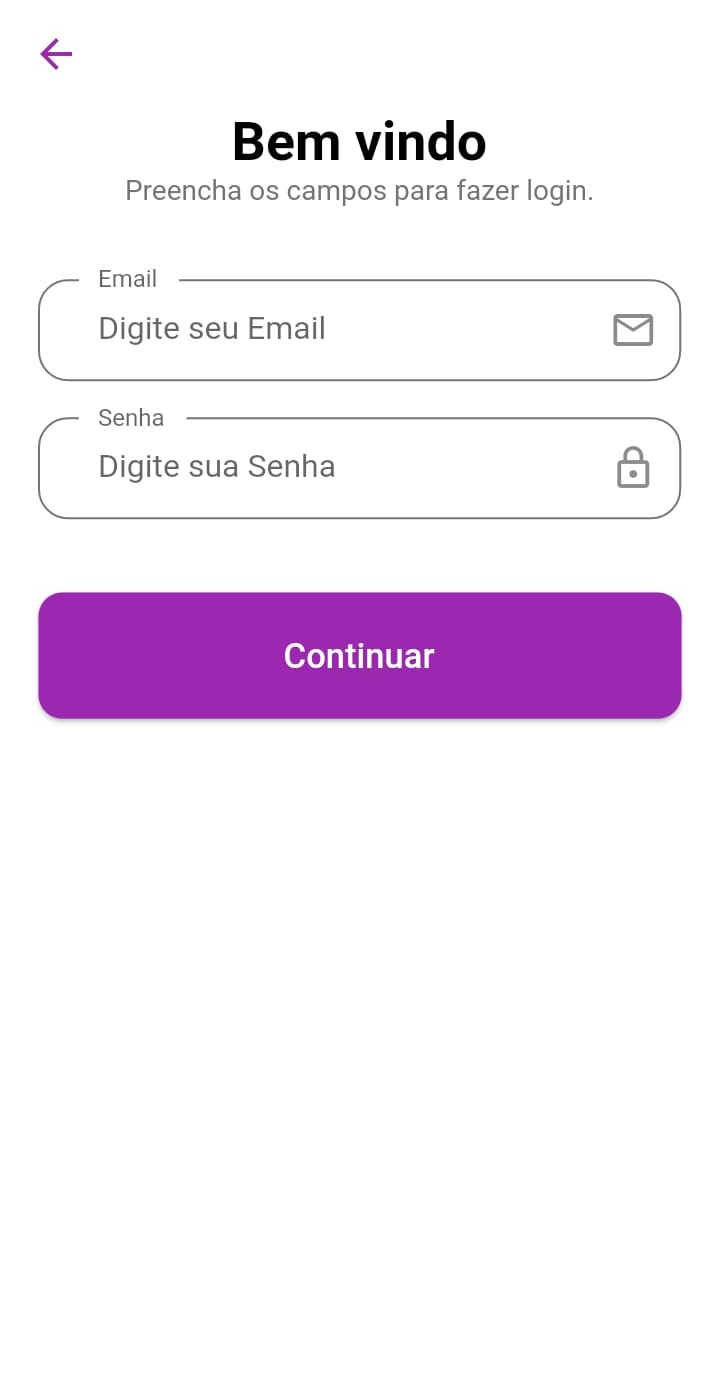 Bem vindo
Preencha os campos para fazer login.
Email
Digite seu Email
Senha
Digite sua Senha
Continuar